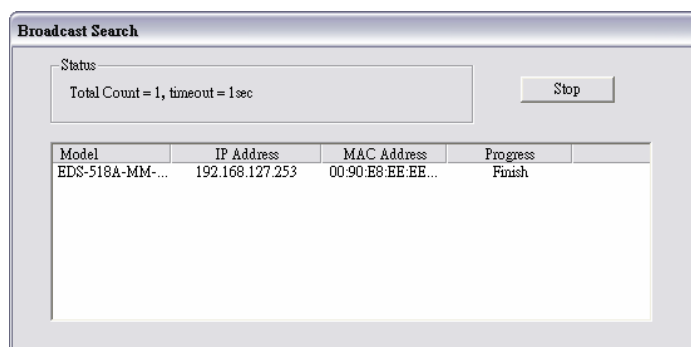 Broadcast Search
Status
Total Count = 1, timeout = 1sec
Stop
Model IP Address MAC Address Progress
EDS-518A-MM-... 192.168.127.253 00:90:E8:EE:EE... Finish